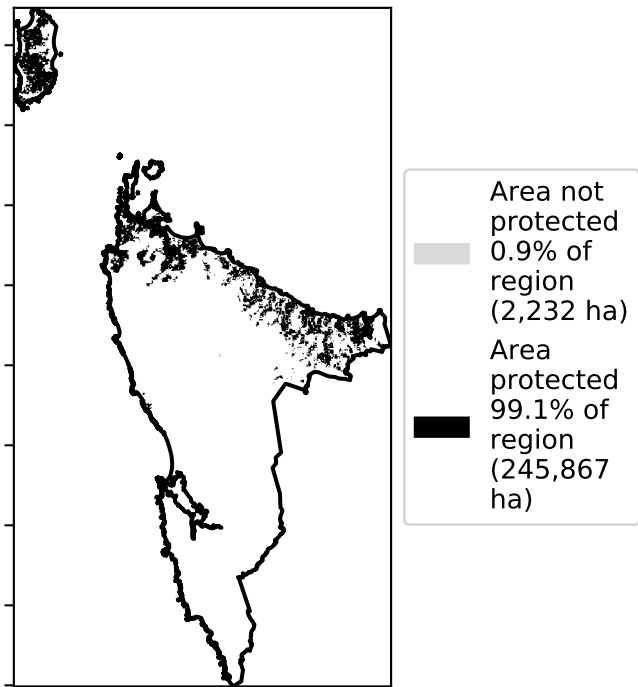 Area not
protected
0.9% of
region
(2,232 ha)
Area
protected
99.1% of
region
(245,867
ha)